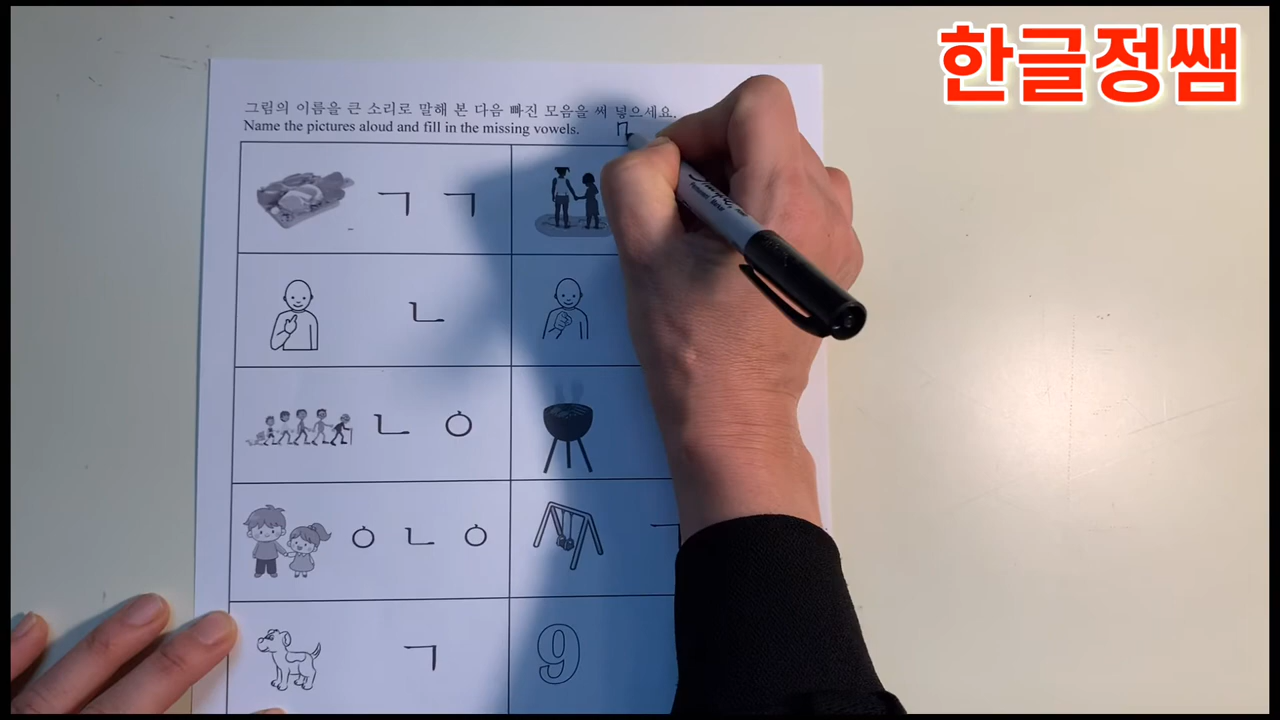 한글정쌤
그림의 이름을 큰 소리로 말해 본 다음 빠진 모음을 써 넣으세요.
Name the pictures aloud and fill in the missing vowels.
ㄱ ㄱ
ㄴ
ㄴ ㅇ
ㅇ ㄴ ㅇ
ㄱ
ㄱ
9